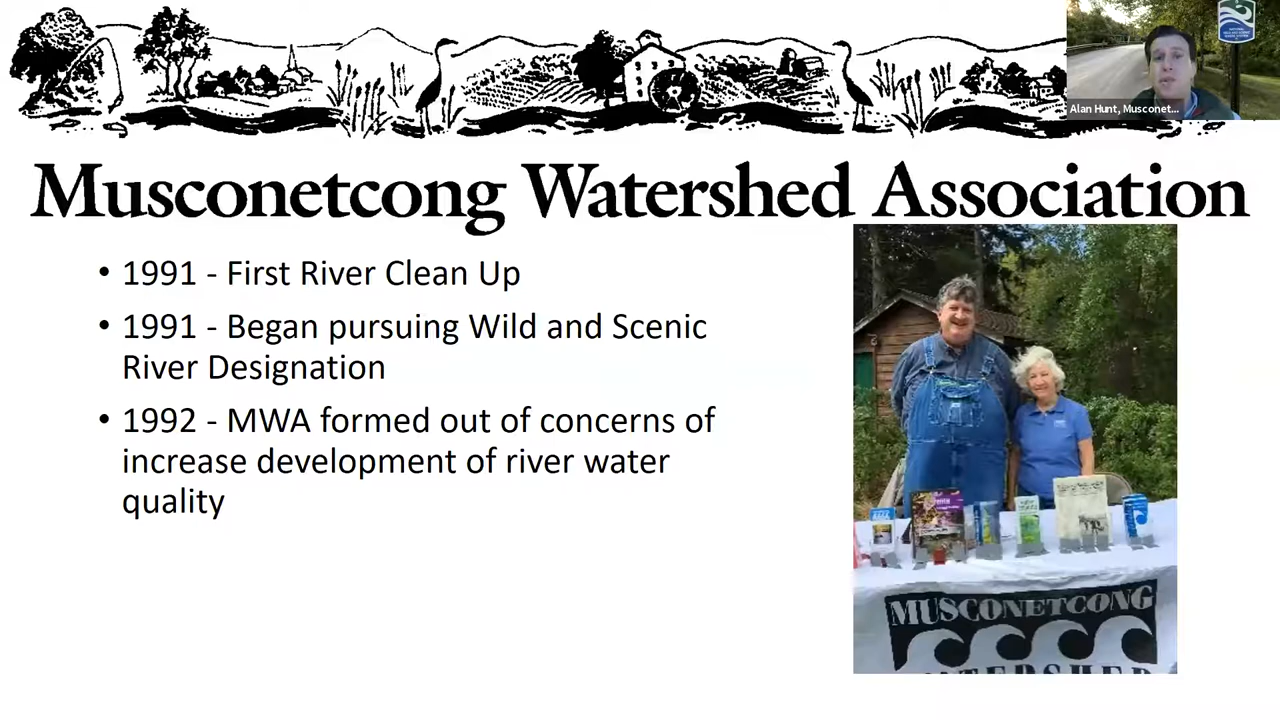 Alan Hunt, Musconet...
Musconetcong Watershed Association
• 1991 - First River Clean Up
• 1991 - Began pursuing Wild and Scenic
River Designation
• 1992 - MWA formed out of concerns of
increase development of river water
quality
MUSCONETCONG
WATERSHED